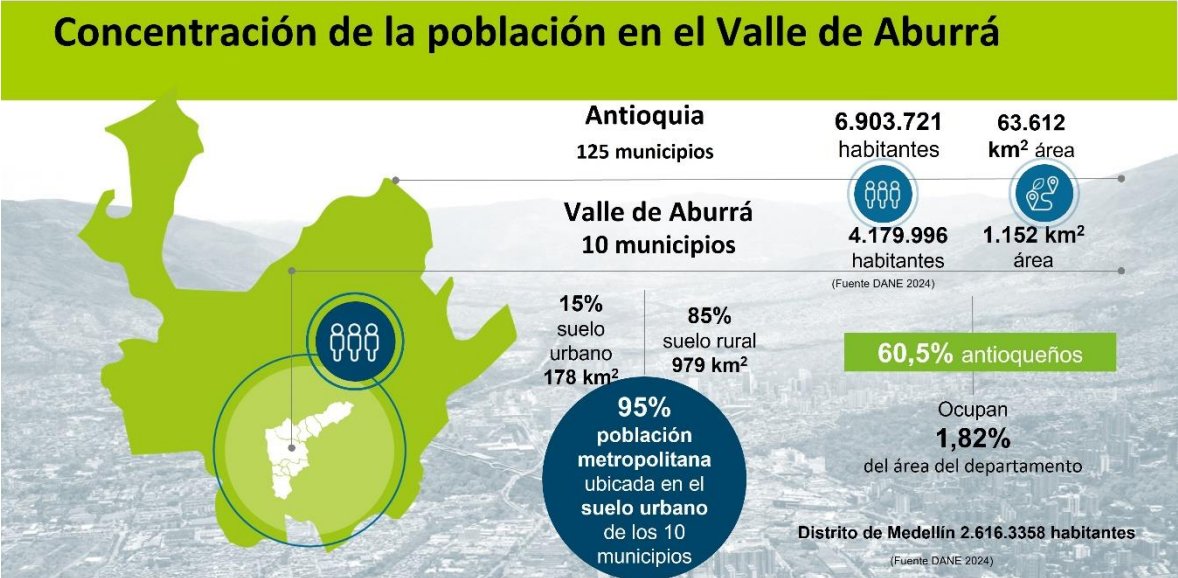 Concentración de la población en el Valle de Aburrá
Antioquia
125 municipios
6.903.721
habitantes
63.612
km² área
Valle de Aburrá
10 municipios
4.179.996
habitantes
(Fuente DANE 2024)
1.152 km²
área
15%
suelo
urbano
178 km²
85%
suelo rural
979 km²
60,5% antioqueños
95%
población
metropolitana
ubicada en el
suelo urbano
de los 10
municipios
Ocupan
1,82%
del área del departamento
Distrito de Medellín 2.616.3358 habitantes
(Fuente DANE 2024)